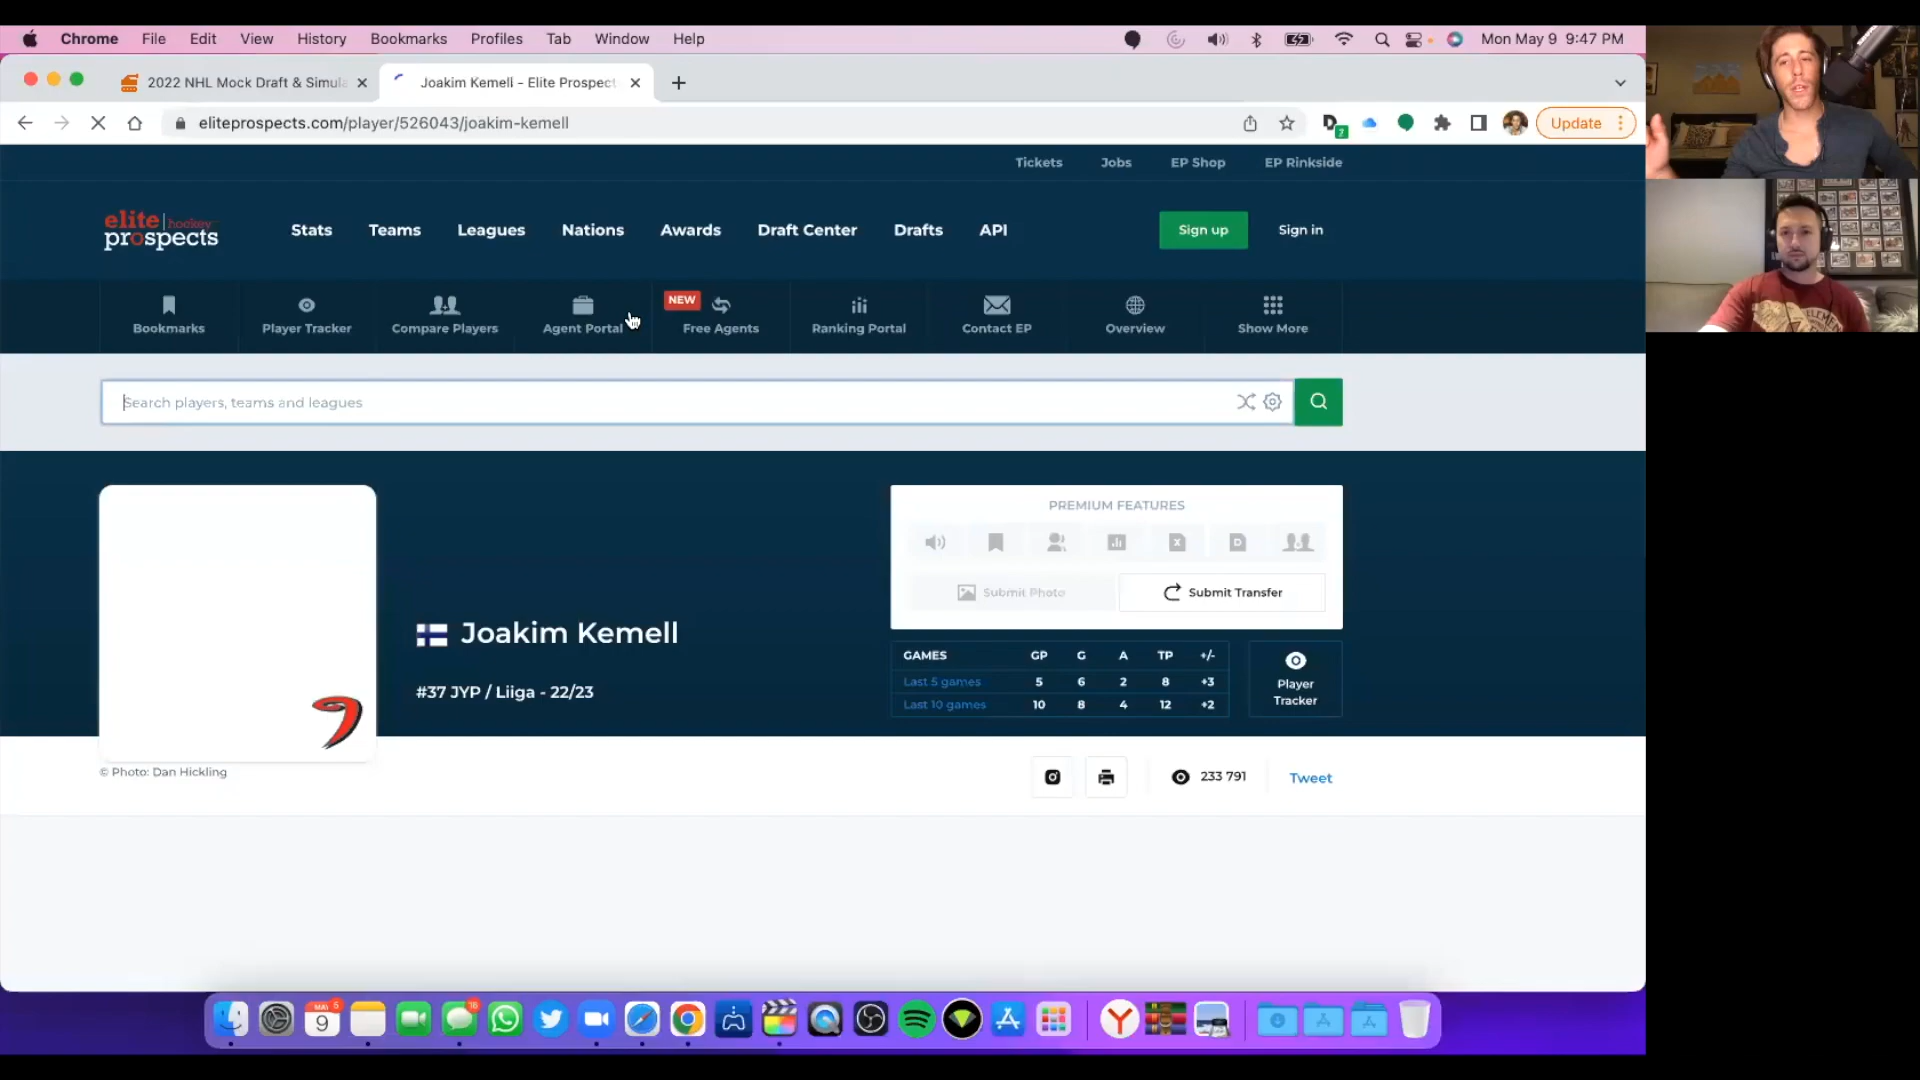 Chrome File Edit View History Bookmarks Profiles Tab Window Help Mon May 9 9:47 PM
2022 NHL Mock Draft & Simula Joakim Kemell - Elite Prospect
eliteprospects.com/player/526043/joakim-kemell Update
Tickets Jobs EP Shop EP Rinkside
elite hockey
prospects
Stats Teams Leagues Nations Awards Draft Center Drafts API Sign up Sign in
NEW
Bookmarks Player Tracker Compare Players Agent Portal Free Agents Ranking Portal Contact EP Overview Show More
Search players, teams and leagues
PREMIUM FEATURES
Submit Photo Submit Transfer
Joakim Kemell
#37 JYP / Liiga - 22/23
GAMES GP G A TP +/-
Last 5 games 5 6 2 8 +3
Last 10 games 10 8 4 12 +2
Player
Tracker
© Photo: Dan Hickling
233 791 Tweet
MAY 5
9